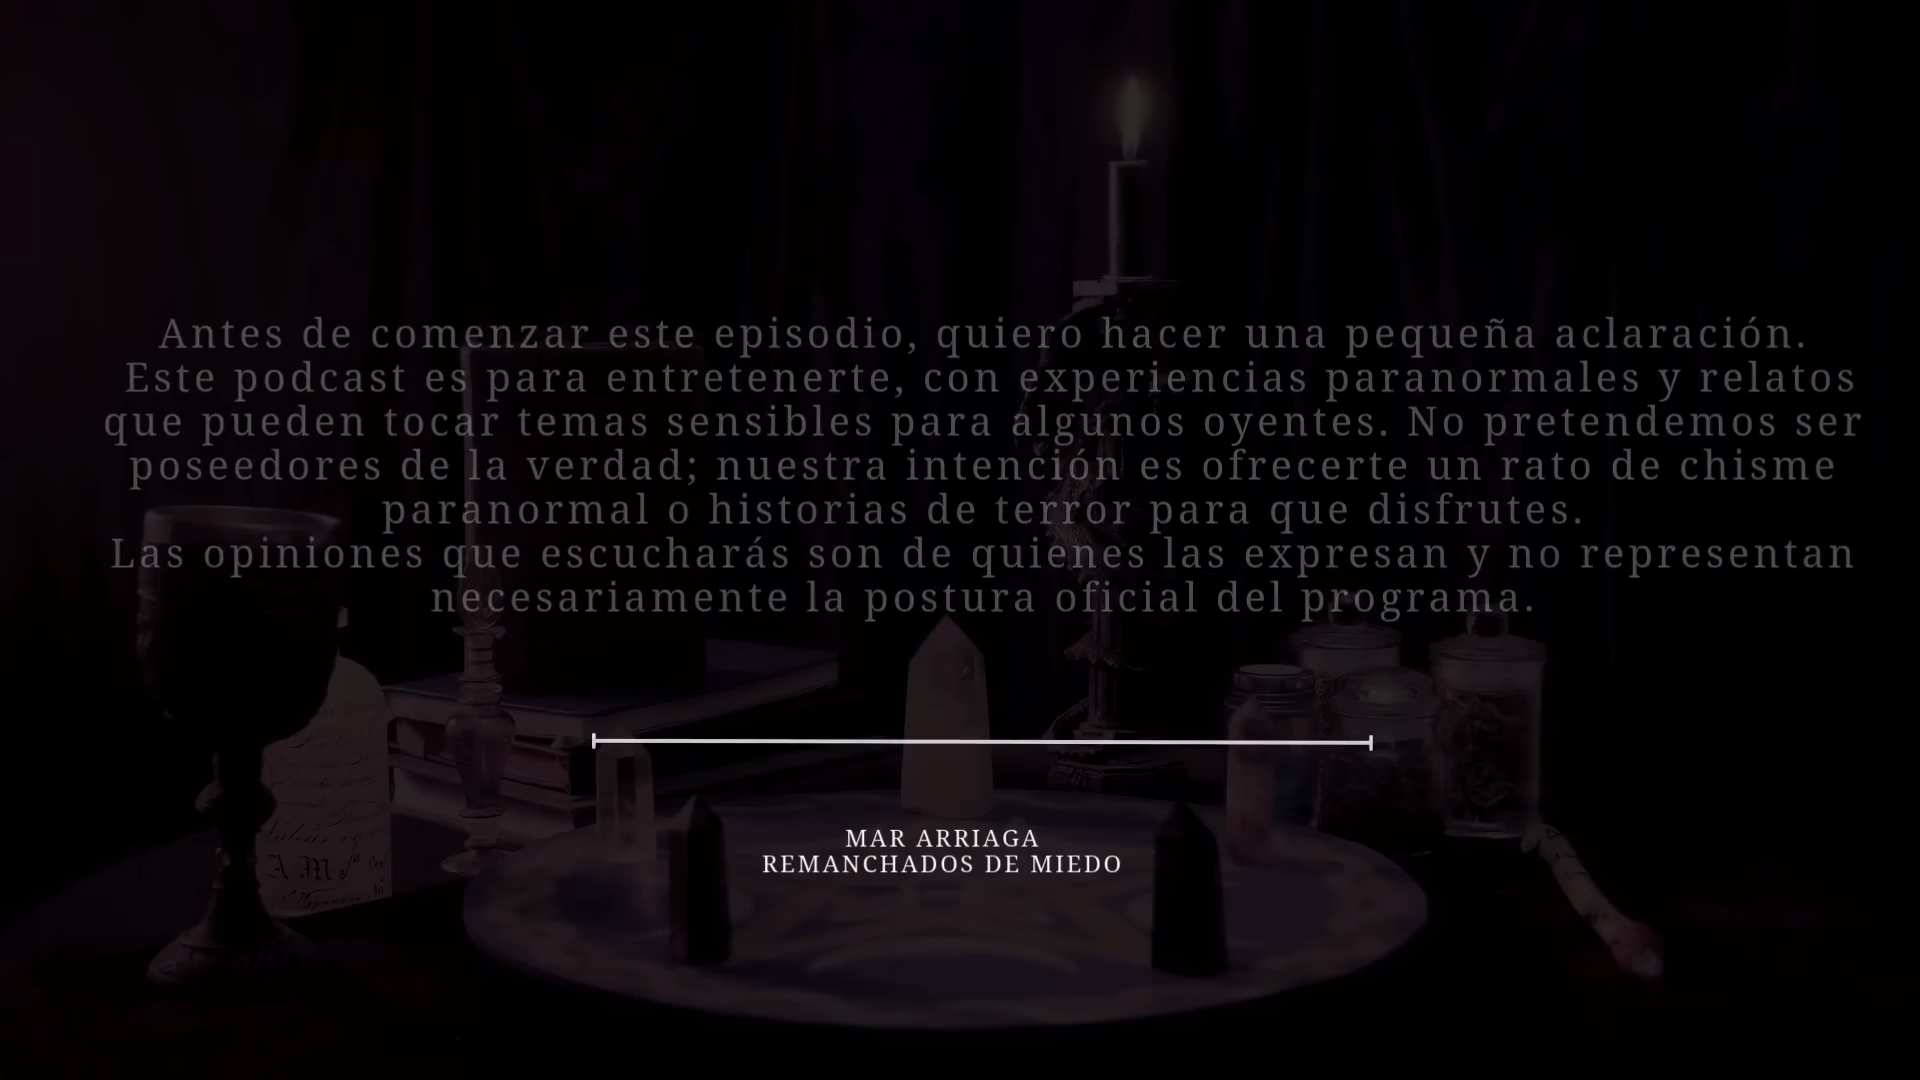 Antes de comenzar este episodio, quiero hacer una pequeña aclaración.
Este podcast es para entretenerte, con experiencias paranormales y relatos
que pueden tocar temas sensibles para algunos oyentes. No pretendemos ser
poseedores de la verdad; nuestra intención es ofrecerte un rato de chisme
paranormal o historias de terror para que disfrutes.
Las opiniones que escucharás son de quienes las expresan y no representan
necesariamente la postura oficial del programa.
MAR ARRIAGA
REMANCHADOS DE MIEDO